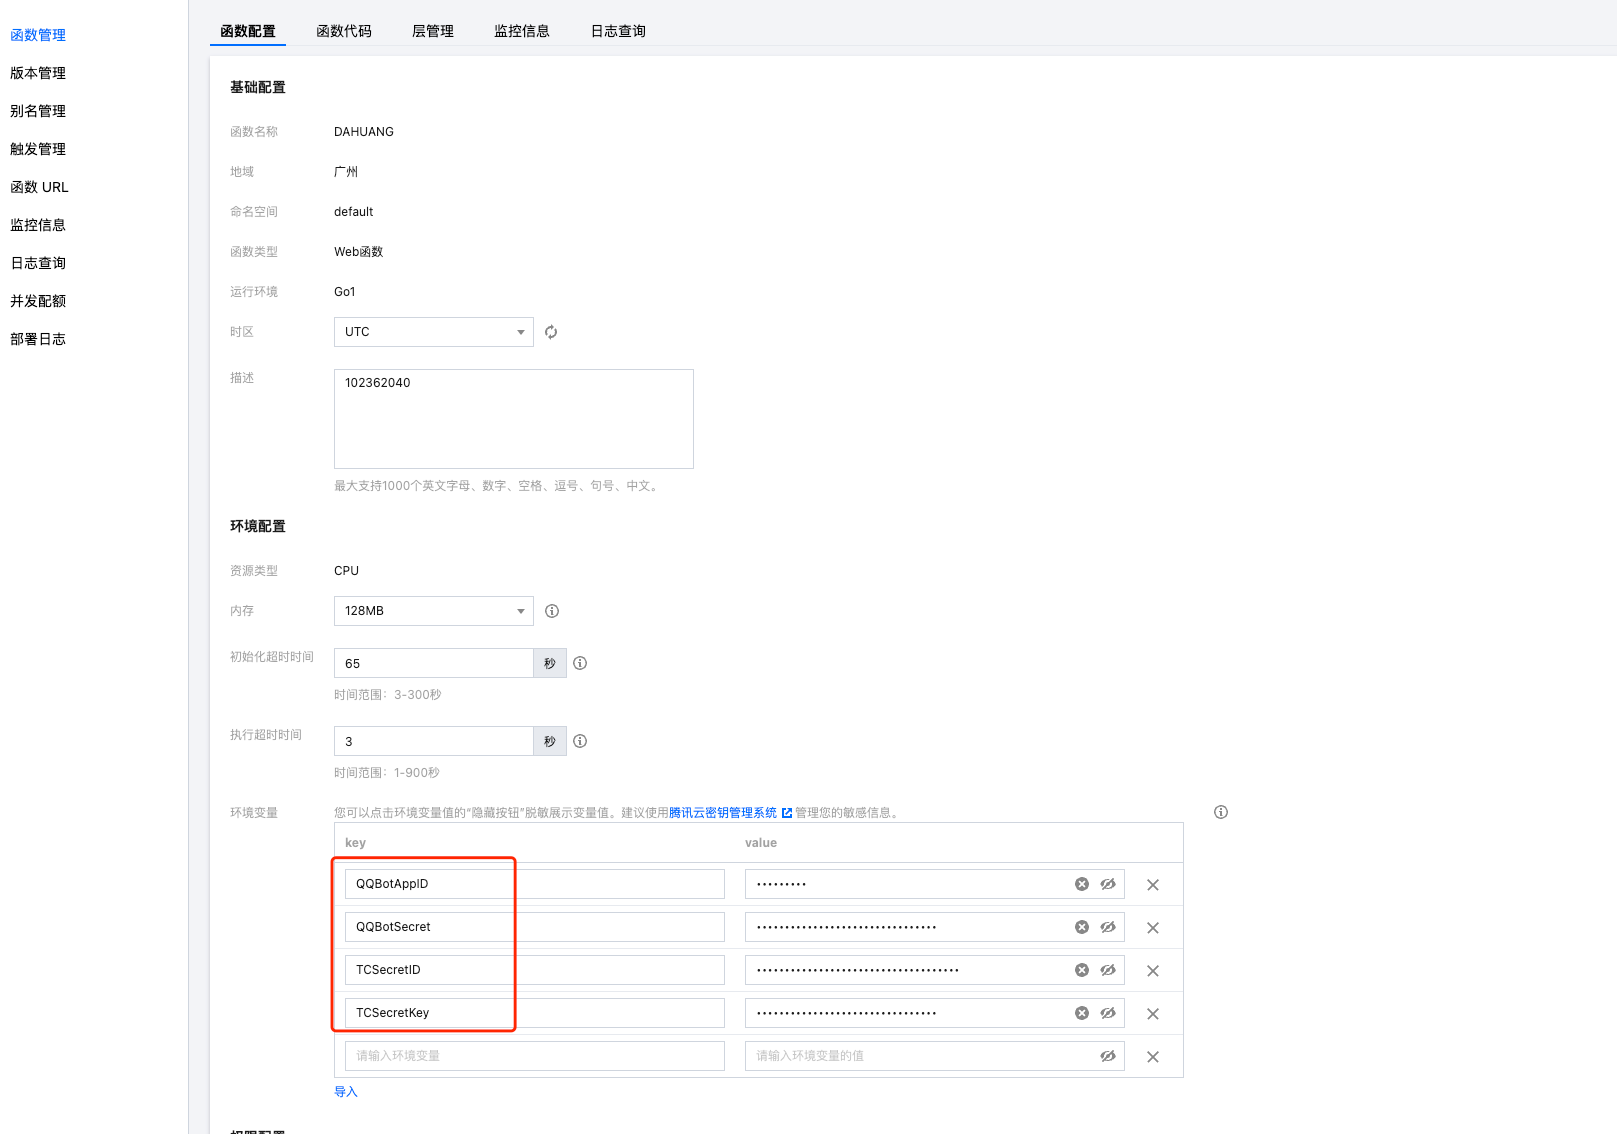 函数管理
版本管理
别名管理
触发管理
函数 URL
监控信息
日志查询
并发配额
部署日志
函数配置 函数代码 层管理 监控信息 日志查询
基础配置
函数名称 DAHUANG
地域 广州
命名空间 default
函数类型 Web函数
运行环境 Go1
时区 UTC
描述 102362040
最大支持1000个英文字母、数字、空格、逗号、句号、中文。
环境配置
资源类型 CPU
内存 128MB
初始化超时时间 65 秒
时间范围：3-300秒
执行超时时间 3 秒
时间范围：1-900秒
环境变量 您可以点击环境变量值的“隐藏按钮”脱敏展示变量值。建议使用腾讯云密钥管理系统 管理您的敏感信息。
key value
QQBotAppID
QQBotSecret
TCSecretID
TCSecretKey
请输入环境变量 请输入环境变量的值
导入